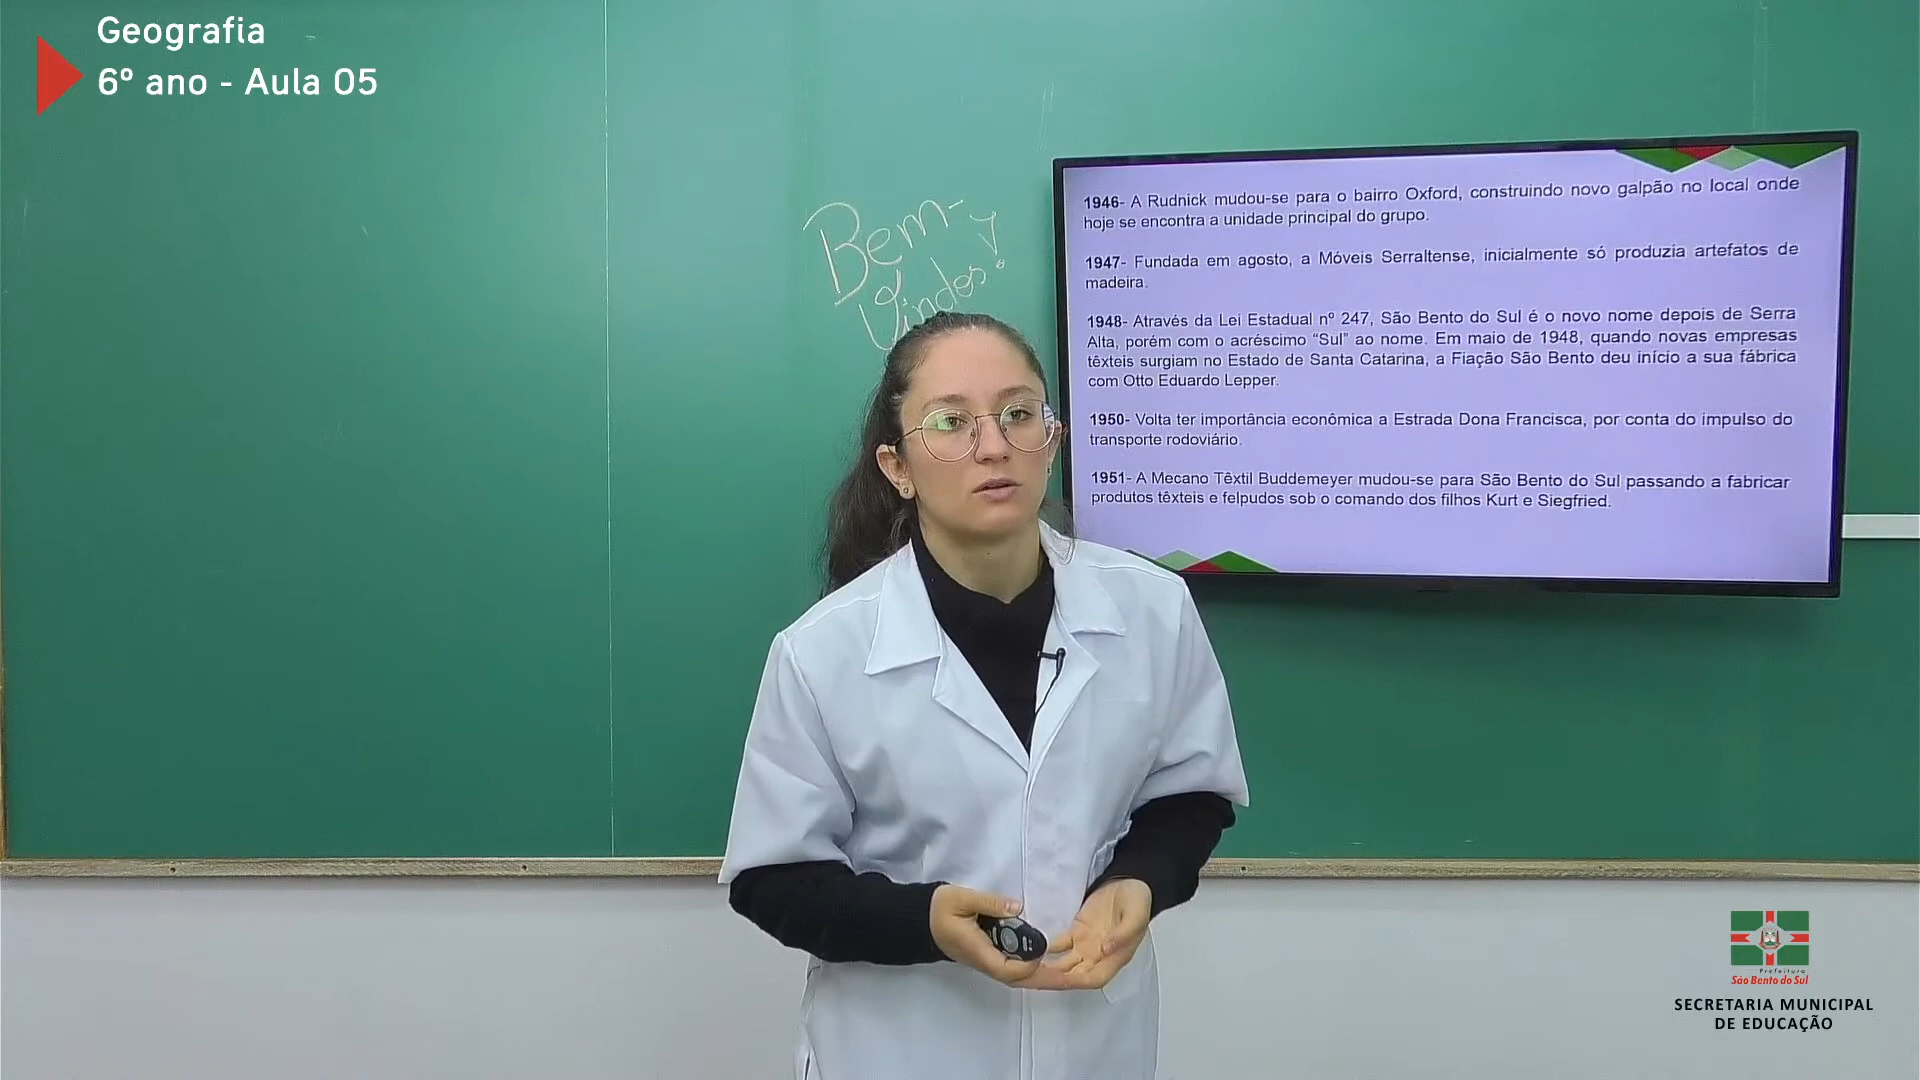 Geografia
6º ano - Aula 05
Bem-
Vindos!
1946- A Rudnick mudou-se para o bairro Oxford, construindo novo galpão no local onde
hoje se encontra a unidade principal do grupo.
1947- Fundada em agosto, a Móveis Serraltense, inicialmente só produzia artefatos de
madeira.
1948- Através da Lei Estadual nº 247, São Bento do Sul é o novo nome depois de Serra
Alta, porém com o acréscimo “Sul” ao nome. Em maio de 1948, quando novas empresas
têxteis surgiam no Estado de Santa Catarina, a Fiação São Bento deu início a sua fábrica
com Otto Eduardo Lepper.
1950- Volta ter importância econômica a Estrada Dona Francisca, por conta do impulso do
transporte rodoviário.
1951- A Mecano Têxtil Buddemeyer mudou-se para São Bento do Sul passando a fabricar
produtos têxteis e felpudos sob o comando dos filhos Kurt e Siegfried.
Prefeitura
São Bento do Sul
SECRETARIA MUNICIPAL
DE EDUCAÇÃO